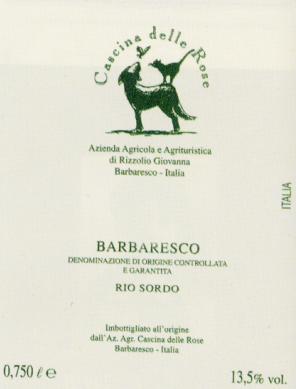 Cascina delle Rose
Azienda Agricola e Agrituristica
di Rizzolio Giovanna
Barbaresco - Italia
ITALIA
BARBARESCO
DENOMINAZIONE DI ORIGINE CONTROLLATA
E GARANTITA
RIO SORDO
Imbottigliato all'origine
dall'Az. Agr. Cascina delle Rose
Barbaresco - Italia
0,750 ℓ e
13,5% vol.